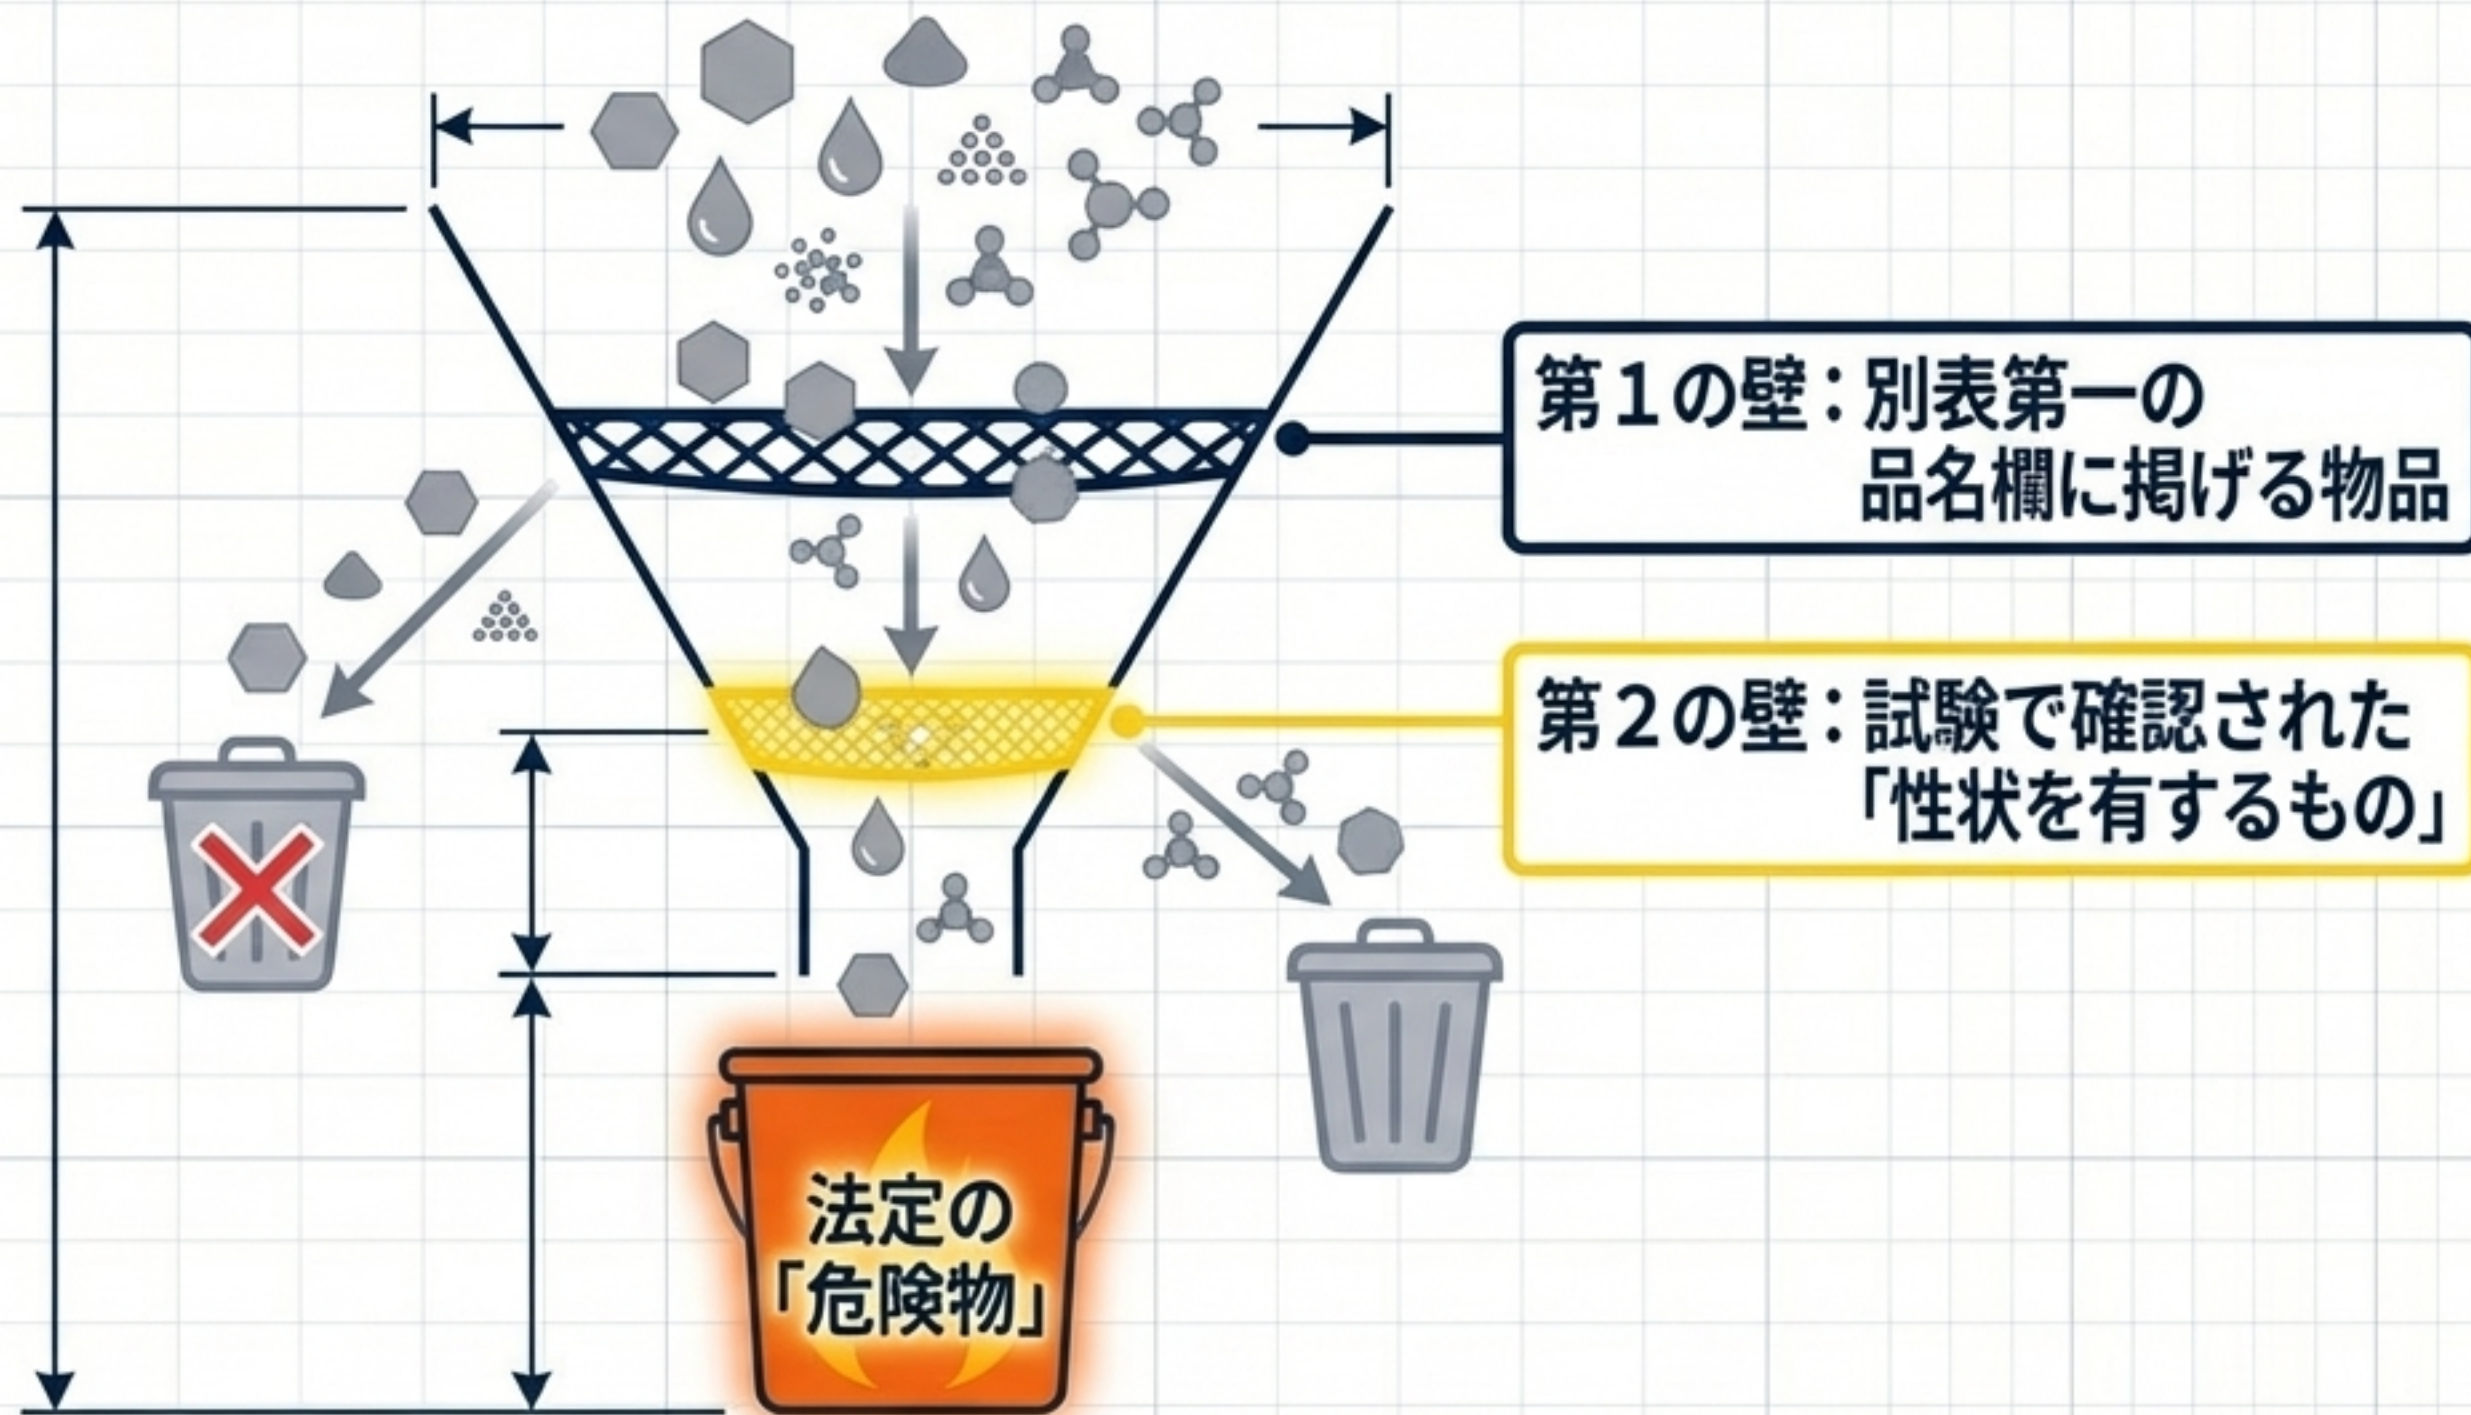 第１の壁：別表第一の
品名欄に掲げる物品
第２の壁：試験で確認された
「性状を有するもの」
法定の
「危険物」